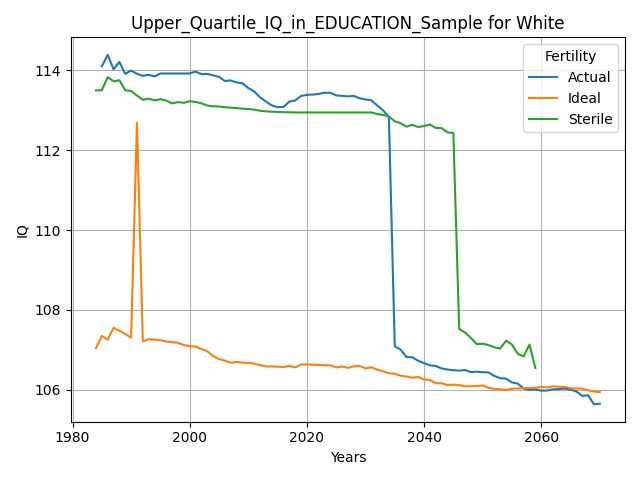 Upper_Quartile_IQ_in_EDUCATION_Sample for White
Fertility
Actual
Ideal
Sterile
IQ
114
112
110
108
106
1980
2000
2020
2040
2060
Years